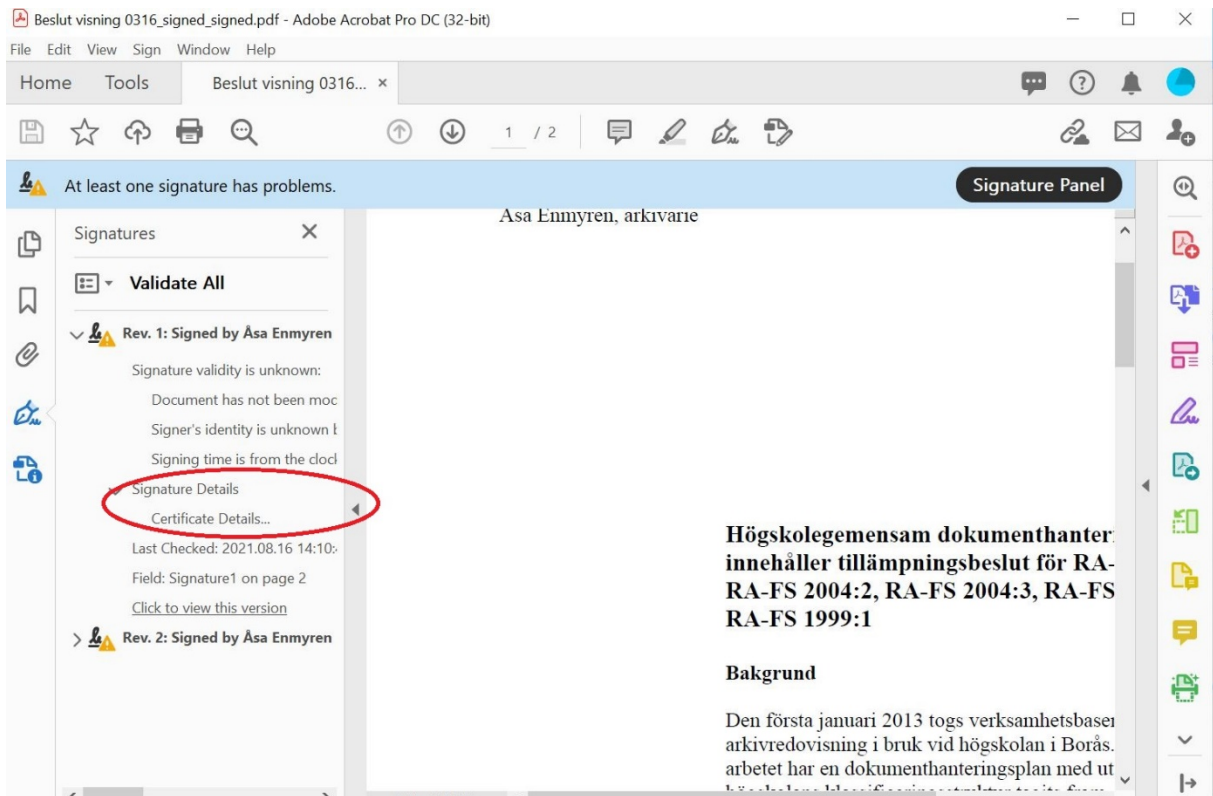 Beslut visning 0316_signed_signed.pdf - Adobe Acrobat Pro DC (32-bit)
File Edit View Sign Window Help
Home Tools Beslut visning 0316... ×
1 / 2
At least one signature has problems.
Signature Panel
Signatures
Validate All
Rev. 1: Signed by Åsa Enmyren
Signature validity is unknown:
Document has not been moc
Signer's identity is unknown
Signing time is from the clock
Signature Details
Certificate Details...
Last Checked: 2021.08.16 14:10:
Field: Signature1 on page 2
Click to view this version
Rev. 2: Signed by Åsa Enmyren
Åsa Enmyren, arkivarie
Högskolegemensam dokumenthanter
innehåller tillämpningsbeslut för RA-
RA-FS 2004:2, RA-FS 2004:3, RA-FS
RA-FS 1999:1
Bakgrund
Den första januari 2013 togs verksamhetsbaser
arkivredovisning i bruk vid högskolan i Borås.
arbetet har en dokumenthanteringsplan med ut